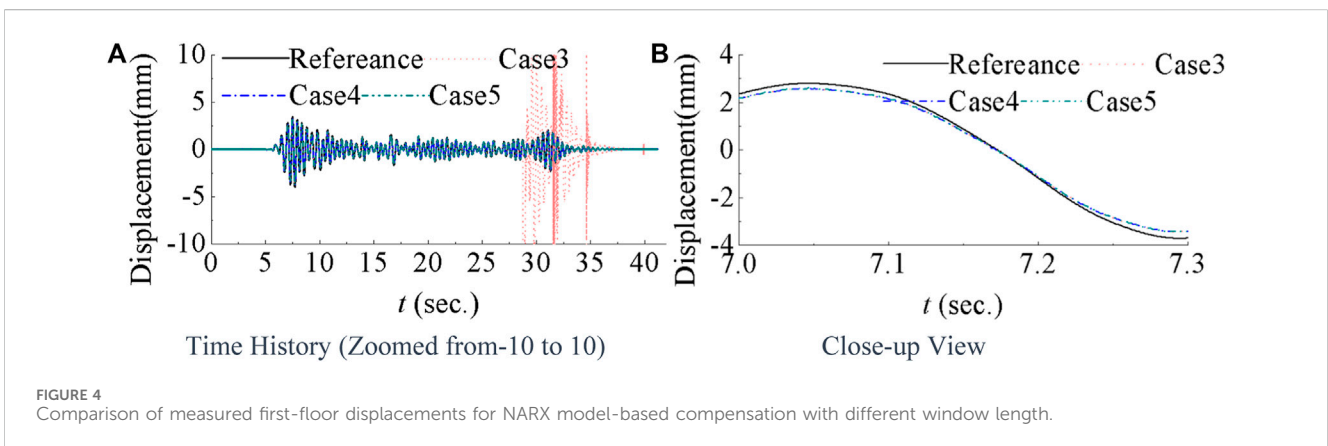 A
Displacement(mm)
10
5
0
-5
-10
Refereance Case3
Case4 Case5
0 5 10 15 20 25 30 35 40
t (sec.)
Time History (Zoomed from-10 to 10)
B
Displacement(mm)
4
2
0
-2
-4
Refereance Case3
Case4 Case5
7.0 7.1 7.2 7.3
t (sec.)
Close-up View
FIGURE 4
Comparison of measured first-floor displacements for NARX model-based compensation with different window length.